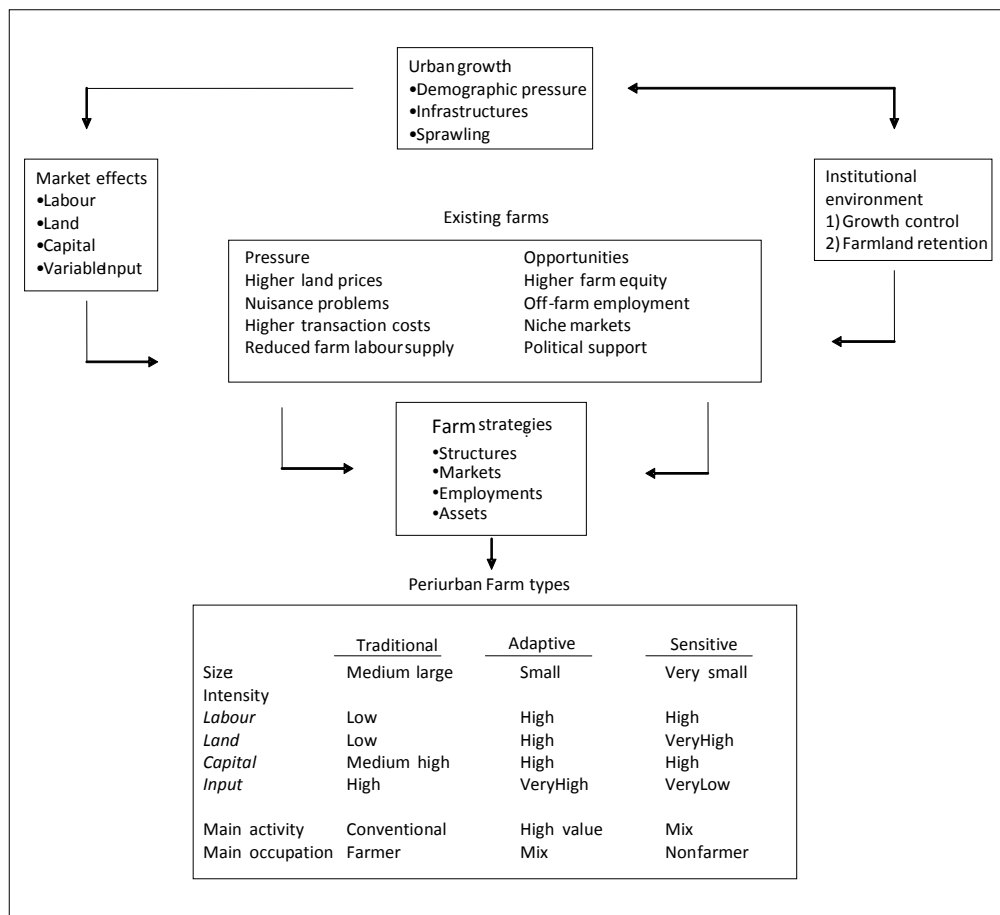 Urban growth
•Demographic pressure
•Infrastructures
•Sprawling
Market effects
•Labour
•Land
•Capital
•Variable Input
Institutional
environment
1) Growth control
2) Farmland retention
Existing farms
Pressure Opportunities
Higher land prices Higher farm equity
Nuisance problems Off-farm employment
Higher transaction costs Niche markets
Reduced farm labour supply Political support
Farm strategies
•Structures
•Markets
•Employments
•Assets
Periurban Farm types
Traditional Adaptive Sensitive
Size: Medium large Small Very small
Intensity
Labour Low High High
Land Low High VeryHigh
Capital Medium high High High
Input High VeryHigh VeryLow
Main activity Conventional High value Mix
Main occupation Farmer Mix Nonfarmer